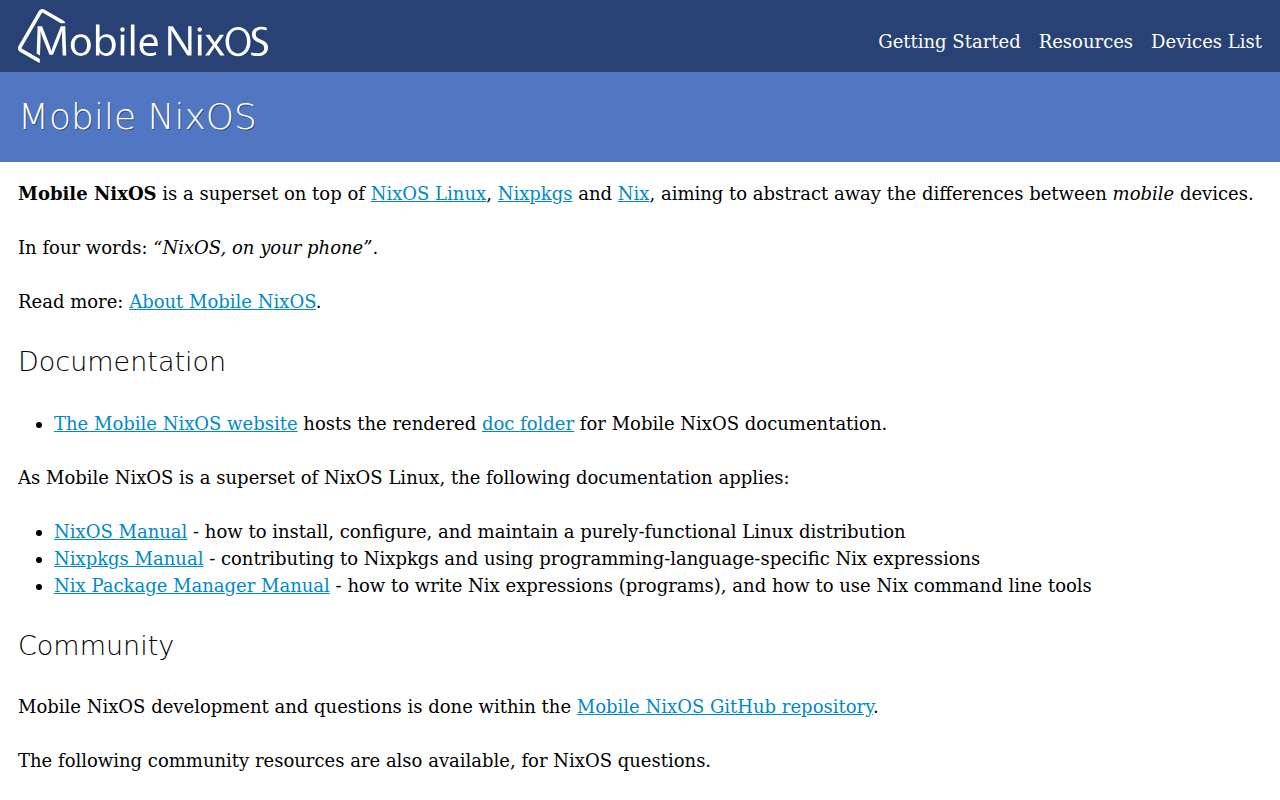 Mobile NixOS
Getting Started Resources Devices List
Mobile NixOS
Mobile NixOS is a superset on top of NixOS Linux, Nixpkgs and Nix, aiming to abstract away the differences between mobile devices.
In four words: “NixOS, on your phone”.
Read more: About Mobile NixOS.
Documentation
• The Mobile NixOS website hosts the rendered doc folder for Mobile NixOS documentation.
As Mobile NixOS is a superset of NixOS Linux, the following documentation applies:
• NixOS Manual - how to install, configure, and maintain a purely-functional Linux distribution
• Nixpkgs Manual - contributing to Nixpkgs and using programming-language-specific Nix expressions
• Nix Package Manager Manual - how to write Nix expressions (programs), and how to use Nix command line tools
Community
Mobile NixOS development and questions is done within the Mobile NixOS GitHub repository.
The following community resources are also available, for NixOS questions.